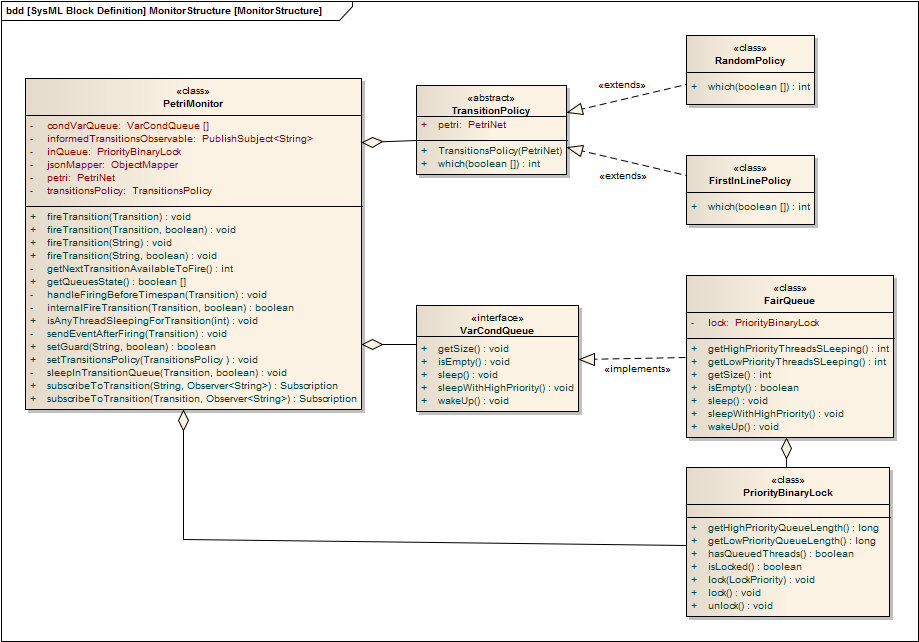 bdd [SysML Block Definition] MonitorStructure [MonitorStructure]
«class»
PetriMonitor
- condVarQueue: VarCondQueue []
- informedTransitionsObservable: PublishSubject<String>
- inQueue: PriorityBinaryLock
- jsonMapper: ObjectMapper
- petri: PetriNet
- transitionsPolicy: TransitionsPolicy
+ fireTransition(Transition) : void
+ fireTransition(Transition, boolean) : void
+ fireTransition(String) : void
+ fireTransition(String, boolean) : void
- getNextTransitionAvailableToFire() : int
+ getQueuesState() : boolean []
- handleFiringBeforeTimespan(Transition) : void
- internalFireTransition(Transition, boolean) : boolean
+ isAnyThreadSleepingForTransition(int) : void
- sendEventAfterFiring(Transition) : void
+ setGuard(String, boolean) : boolean
+ setTransitionsPolicy(TransitionsPolicy ) : void
- sleepInTransitionQueue(Transition, boolean) : void
+ subscribeToTransition(String, Observer<String>) : Subscription
+ subscribeToTransition(Transition, Observer<String>) : Subscription
«abstract»
TransitionPolicy
+ petri: PetriNet
+ TransitionsPolicy(PetriNet)
+ which(boolean []) : int
«extends»
«class»
RandomPolicy
+ which(boolean []) : int
«extends»
«class»
FirstInLinePolicy
+ which(boolean []) : int
«interface»
VarCondQueue
+ getSize() : void
+ isEmpty() : void
+ sleep() : void
+ sleepWithHighPriority() : void
+ wakeUp() : void
«implements»
«class»
FairQueue
- lock: PriorityBinaryLock
+ getHighPriorityThreadsSLeeping() : int
+ getLowPriorityThreadsSLeeping() : int
+ getSize() : int
+ isEmpty() : boolean
+ sleep() : void
+ sleepWithHighPriority() : void
+ wakeUp() : void
«class»
PriorityBinaryLock
+ getHighPriorityQueueLength() : long
+ getLowPriorityQueueLength() : long
+ hasQueuedThreads() : boolean
+ isLocked() : boolean
+ lock(LockPriority) : void
+ lock() : void
+ unlock() : void